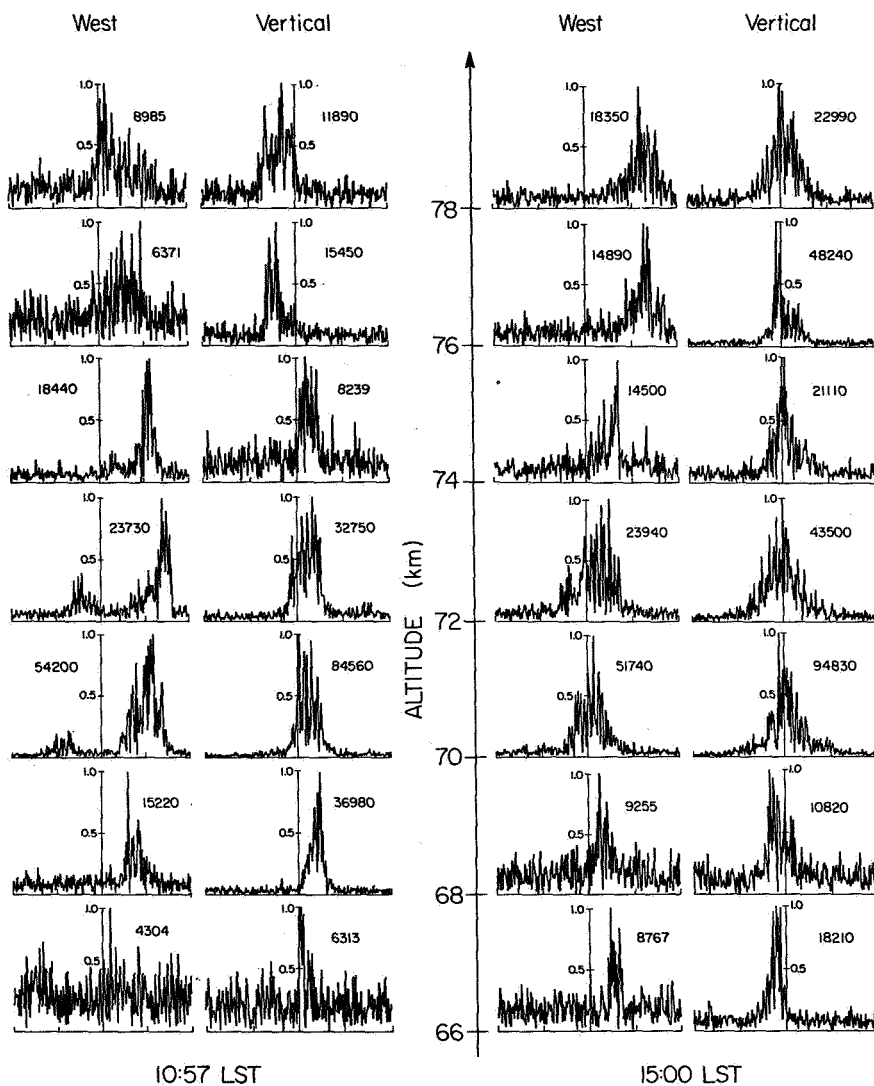 West Vertical West Vertical
1.0 8985 0.5 1.0 11890 0.5 1.0 18350 0.5 1.0 22990 0.5
78
1.0 6371 0.5 1.0 15450 0.5 1.0 14890 0.5 1.0 48240 0.5
76
1.0 18440 0.5 1.0 8239 0.5 1.0 14500 0.5 1.0 21110 0.5
74
1.0 23730 0.5 1.0 32750 0.5 1.0 23940 0.5 1.0 43500 0.5
72
1.0 54200 0.5 1.0 84560 0.5 1.0 51740 0.5 1.0 94830 0.5
70
1.0 15220 0.5 1.0 36980 0.5 1.0 9255 0.5 1.0 10820 0.5
68
1.0 4304 0.5 1.0 6313 0.5 1.0 8767 0.5 1.0 18210 0.5
66
ALTITUDE (km)
10:57 LST 15:00 LST